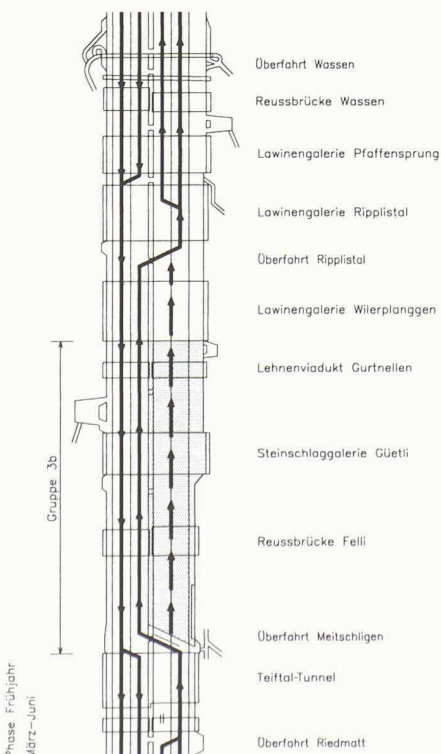 Überfahrt Wassen
Reussbrücke Wassen
Lawinengalerie Pfaffensprung
Lawinengalerie Ripplistal
Überfahrt Ripplistal
Lawinengalerie Wilerplanggen
Lehnenviadukt Gurtnellen
Steinschlaggalerie Güetli
Reussbrücke Felli
Überfahrt Meitschligen
Teiftal-Tunnel
Überfahrt Riedmatt
Gruppe 3b
Phase Frühjahr
März-Juni